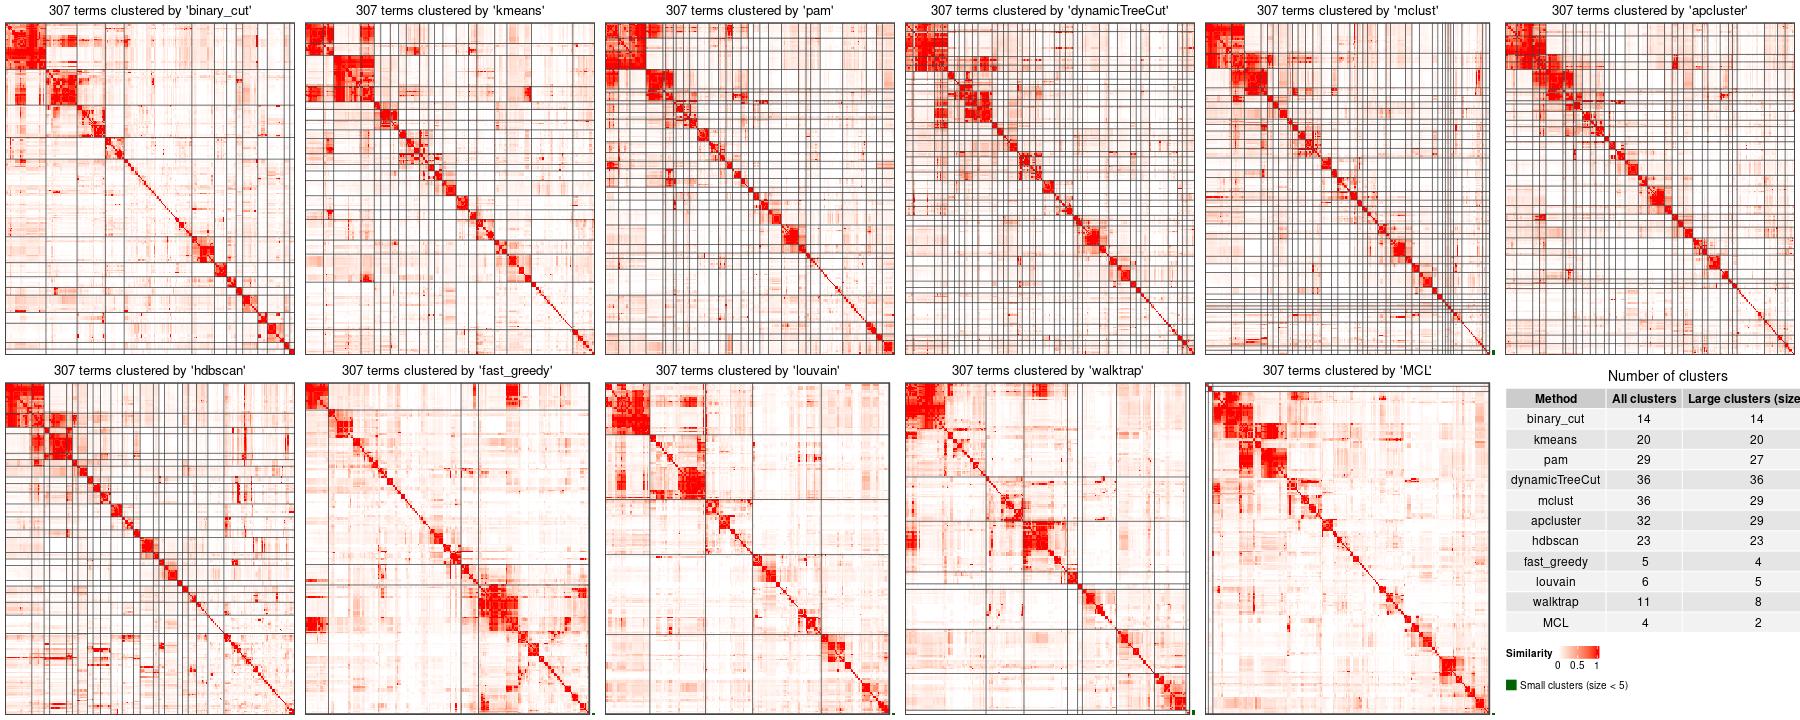 307 terms clustered by 'binary_cut'
307 terms clustered by 'kmeans'
307 terms clustered by 'pam'
307 terms clustered by 'dynamicTreeCut'
307 terms clustered by 'mclust'
307 terms clustered by 'apcluster'
307 terms clustered by 'hdbscan'
307 terms clustered by 'fast_greedy'
307 terms clustered by 'louvain'
307 terms clustered by 'walktrap'
307 terms clustered by 'MCL'
Number of clusters
Method All clusters Large clusters (size
binary_cut 14 14
kmeans 20 20
pam 29 27
dynamicTreeCut 36 36
mclust 36 29
apcluster 32 29
hdbscan 23 23
fast_greedy 5 4
louvain 6 5
walktrap 11 8
MCL 4 2
Similarity
0 0.5 1
Small clusters (size < 5)